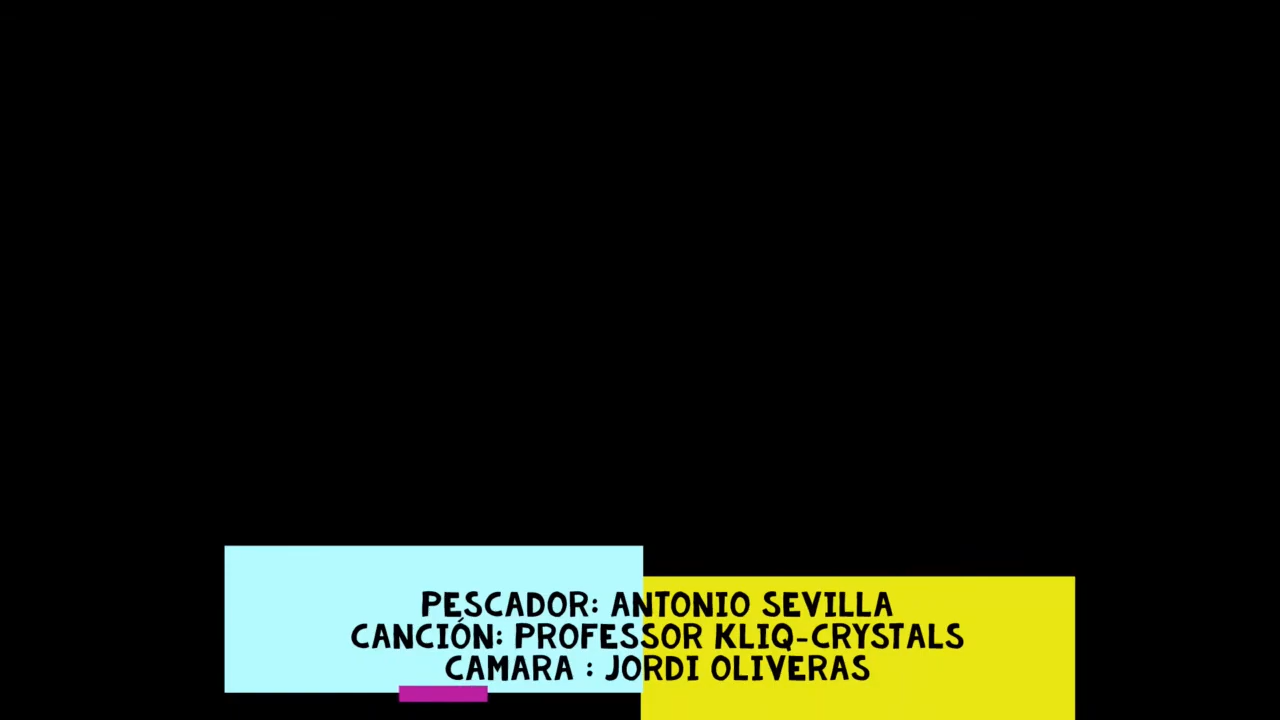 PESCADOR: ANTONIO SEVILLA
CANCIÓN: PROFESSOR KLIQ-CRYSTALS
CAMARA : JORDI OLIVERAS